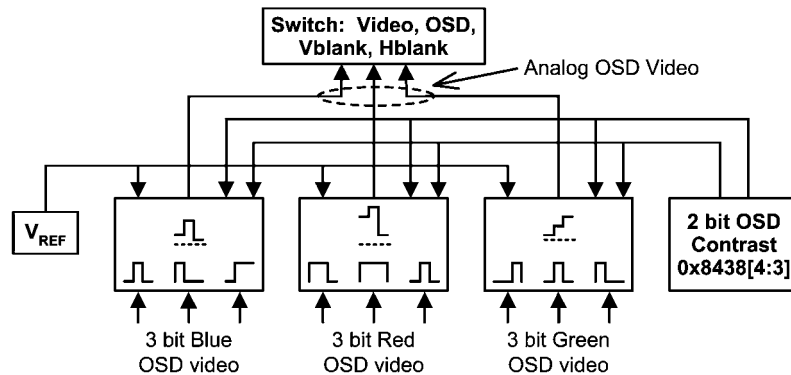 Switch: Video, OSD,
Vblank, Hblank
Analog OSD Video
VREF
2 bit OSD
Contrast
0x8438[4:3]
3 bit Blue
OSD video
3 bit Red
OSD video
3 bit Green
OSD video